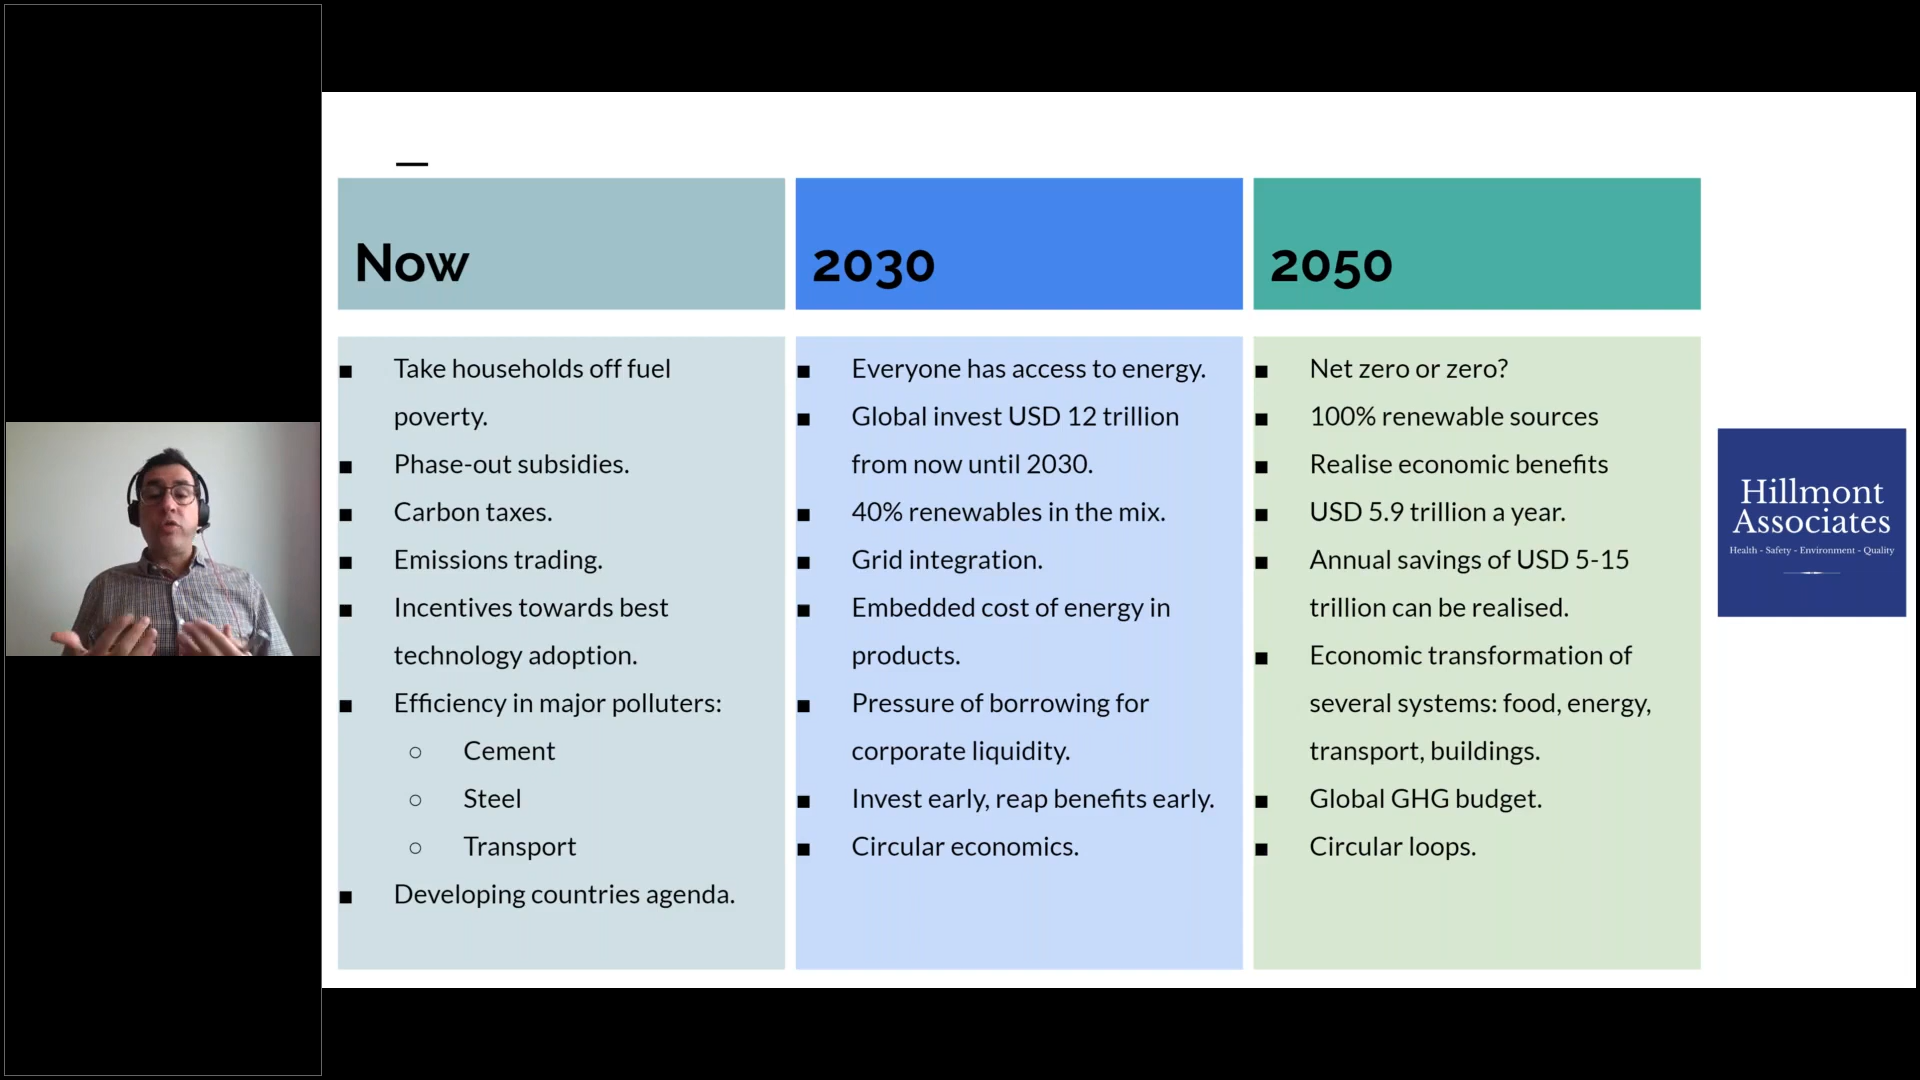 Now
Take households off fuel
poverty.
Phase-out subsidies.
Carbon taxes.
Emissions trading.
Incentives towards best
technology adoption.
Efficiency in major polluters:
Cement
Steel
Transport
Developing countries agenda.
2030
Everyone has access to energy.
Global invest USD 12 trillion
from now until 2030.
40% renewables in the mix.
Grid integration.
Embedded cost of energy in
products.
Pressure of borrowing for
corporate liquidity.
Invest early, reap benefits early.
Circular economics.
2050
Net zero or zero?
100% renewable sources
Realise economic benefits
USD 5.9 trillion a year.
Annual savings of USD 5-15
trillion can be realised.
Economic transformation of
several systems: food, energy,
transport, buildings.
Global GHG budget.
Circular loops.
Hillmont
Associates
Health - Safety - Environment - Quality